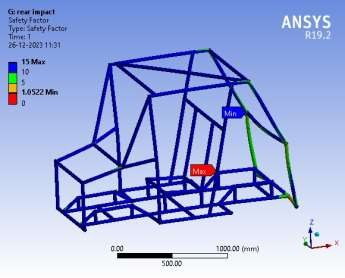 G: rear impact
Safety Factor
Type: Safety Factor
Time: 1
26-12-2023 11:31
15 Max
10
5
1.0522 Min
0
ANSYS
R19.2
Min
Max
0.00
1000.00 (mm)
500.00
Z
Y
X